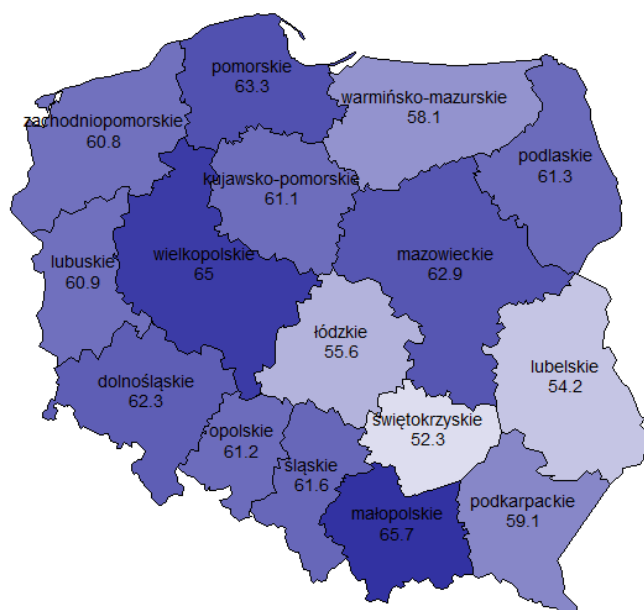 pomorskie
63.3
warmińsko-mazurskie
58.1
zachodniopomorskie
60.8
podlaskie
61.3
kujawsko-pomorskie
61.1
wielkopolskie
65
mazowieckie
62.9
lubuskie
60.9
łódzkie
55.6
lubelskie
54.2
dolnośląskie
62.3
świętokrzyskie
52.3
opolskie
61.2
śląskie
61.6
podkarpackie
59.1
małopolskie
65.7